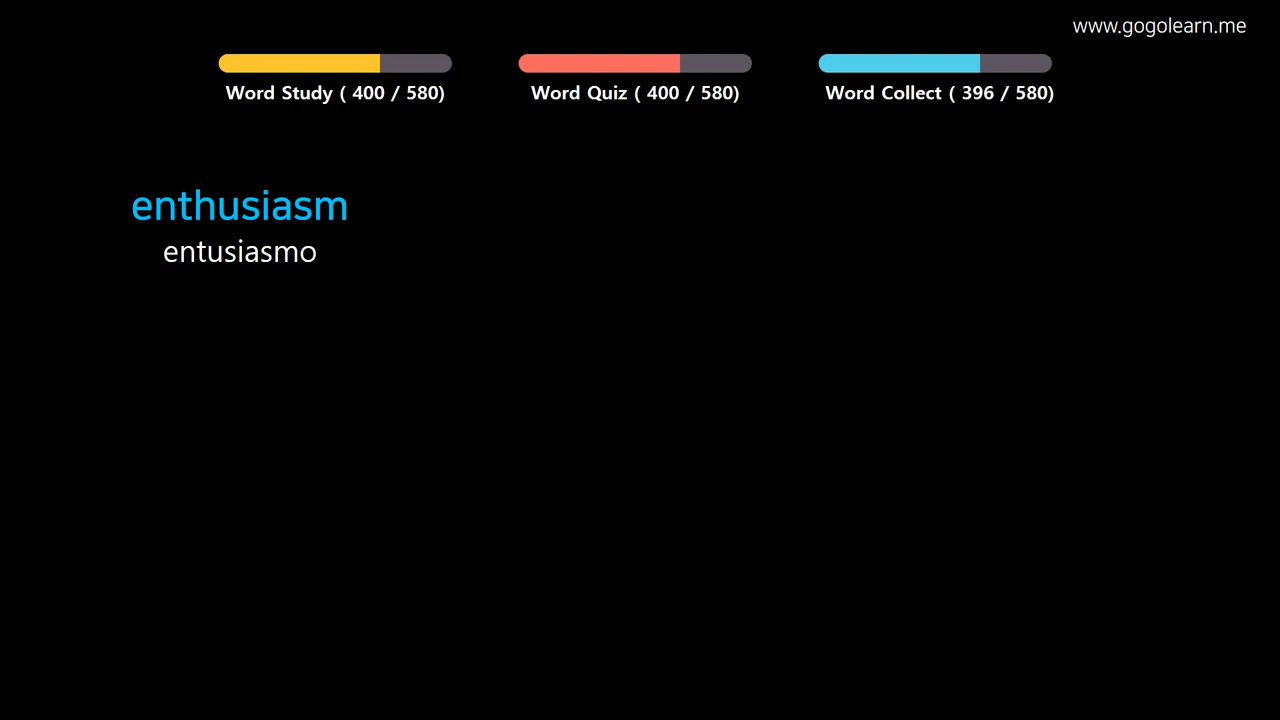 www.gogolearn.me
Word Study ( 400 / 580)
Word Quiz ( 400 / 580)
Word Collect ( 396 / 580)
enthusiasm
entusiasmo